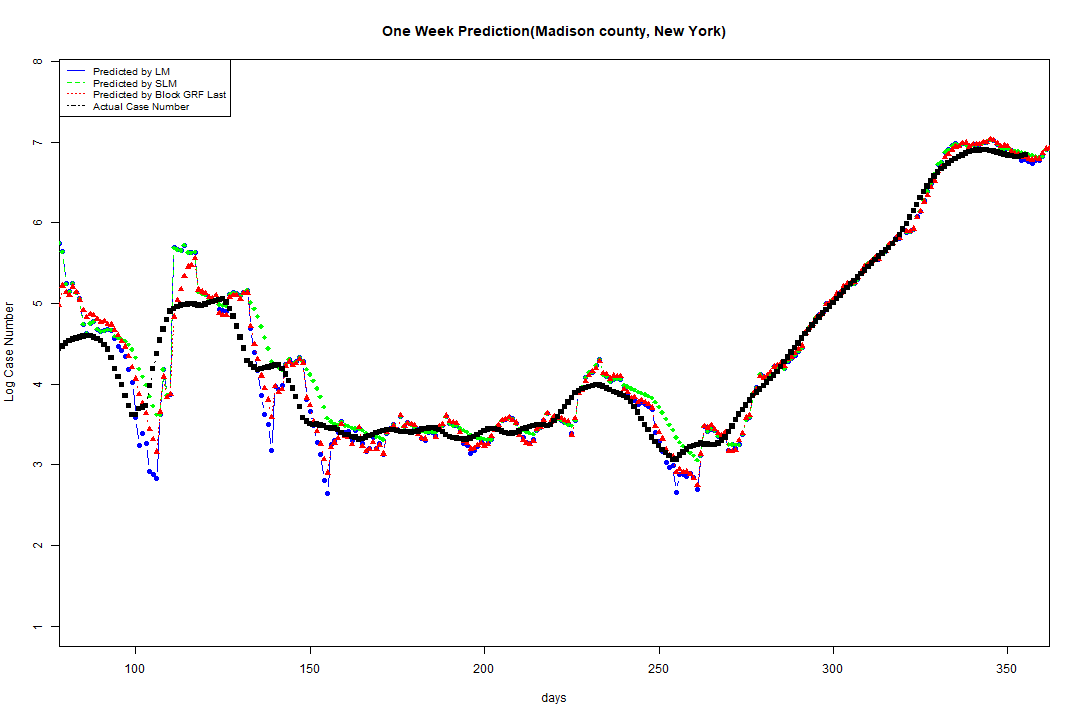 One Week Prediction(Madison county, New York)
Predicted by LM
Predicted by SLM
Predicted by Block GRF Last
Actual Case Number
8
7
6
5
4
3
2
1
Log Case Number
100 150 200 250 300 350
days